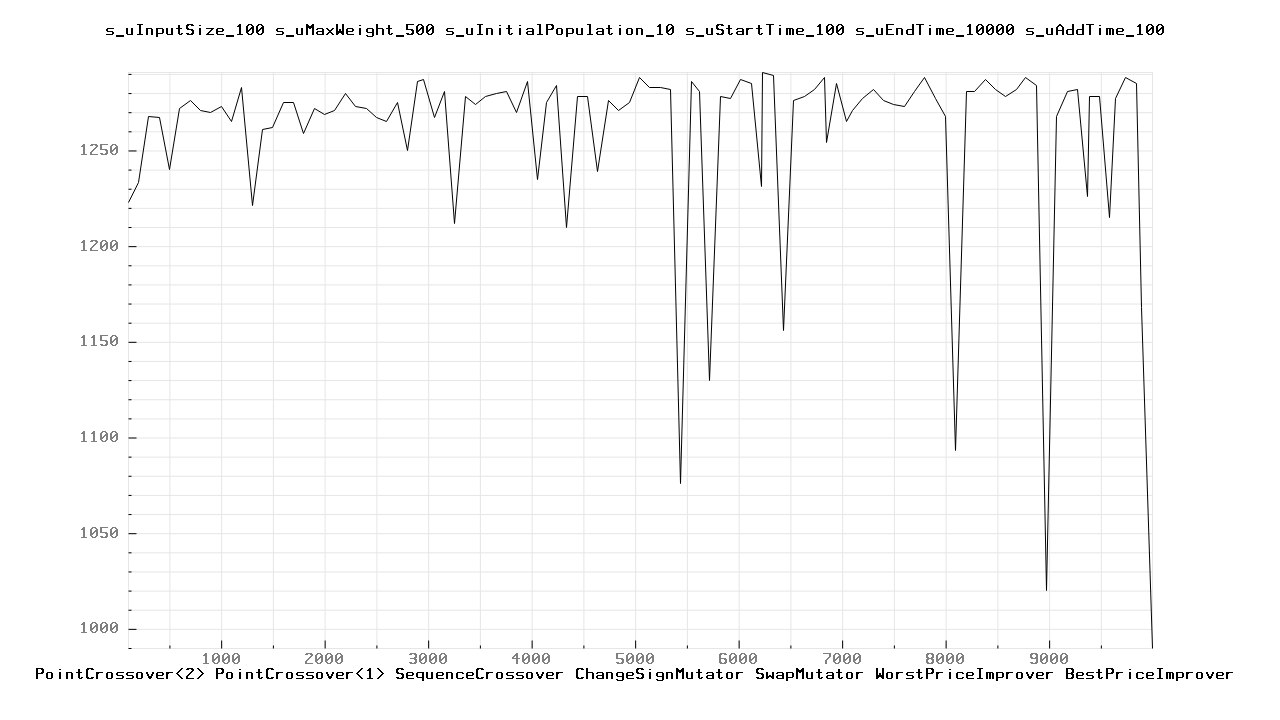 s_uInputSize_100 s_uMaxWeight_500 s_uInitialPopulation_10 s_uStartTime_100 s_uEndTime_10000 s_uAddTime_100
1250
1200
1150
1100
1050
1000
1000 2000 3000 4000 5000 6000 7000 8000 9000
PointCrossover<2> PointCrossover<1> SequenceCrossover ChangeSignMutator SwapMutator WorstPriceImprover BestPriceImprover